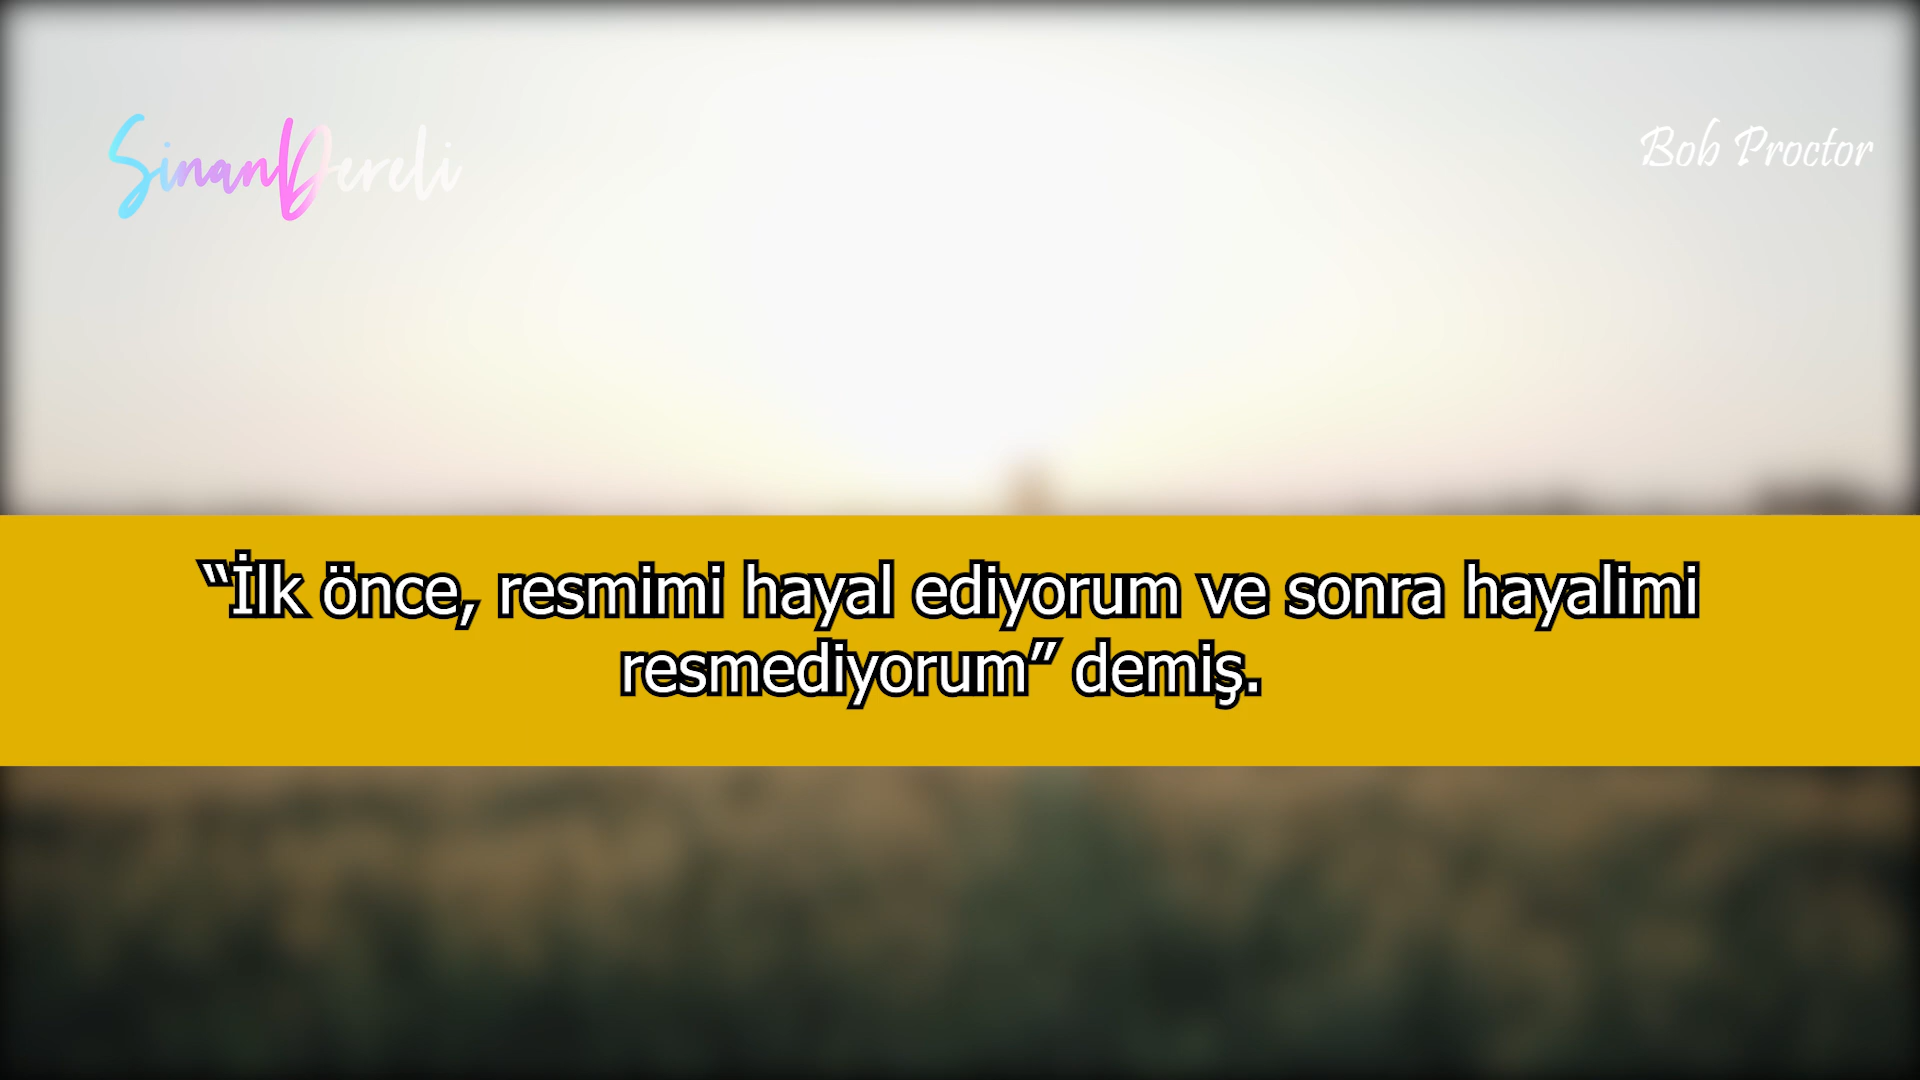 SinanDereli
Bob Proctor
“İlk önce, resmimi hayal ediyorum ve sonra hayalimi
resmediyorum” demiş.